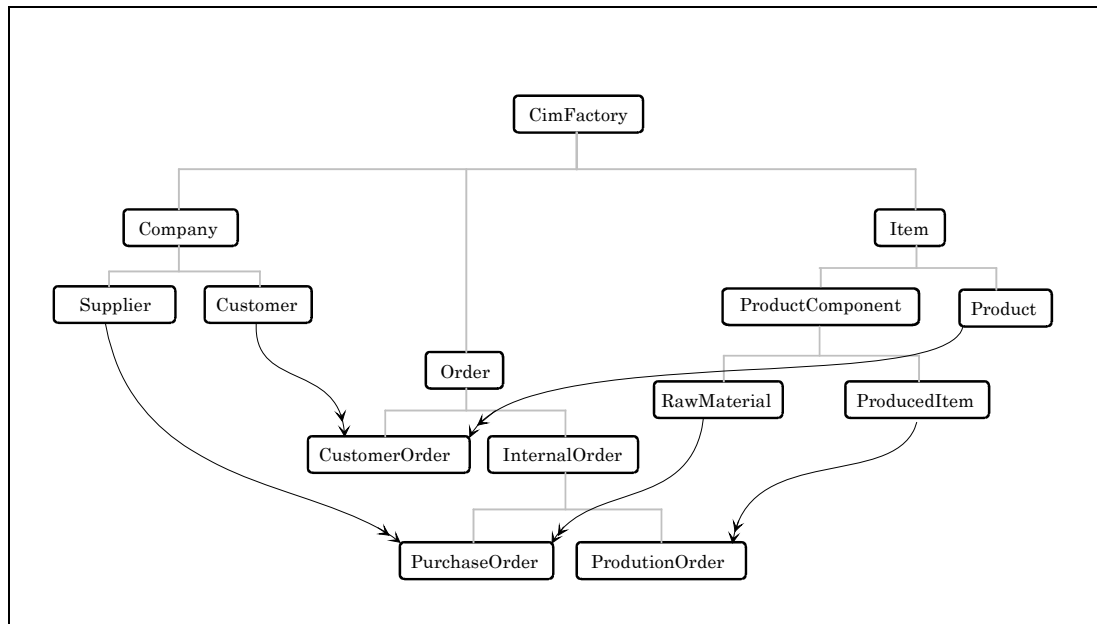 CimFactory
Company
Item
Supplier
Customer
ProductComponent
Product
Order
RawMaterial
ProducedItem
CustomerOrder
InternalOrder
PurchaseOrder
ProdutionOrder